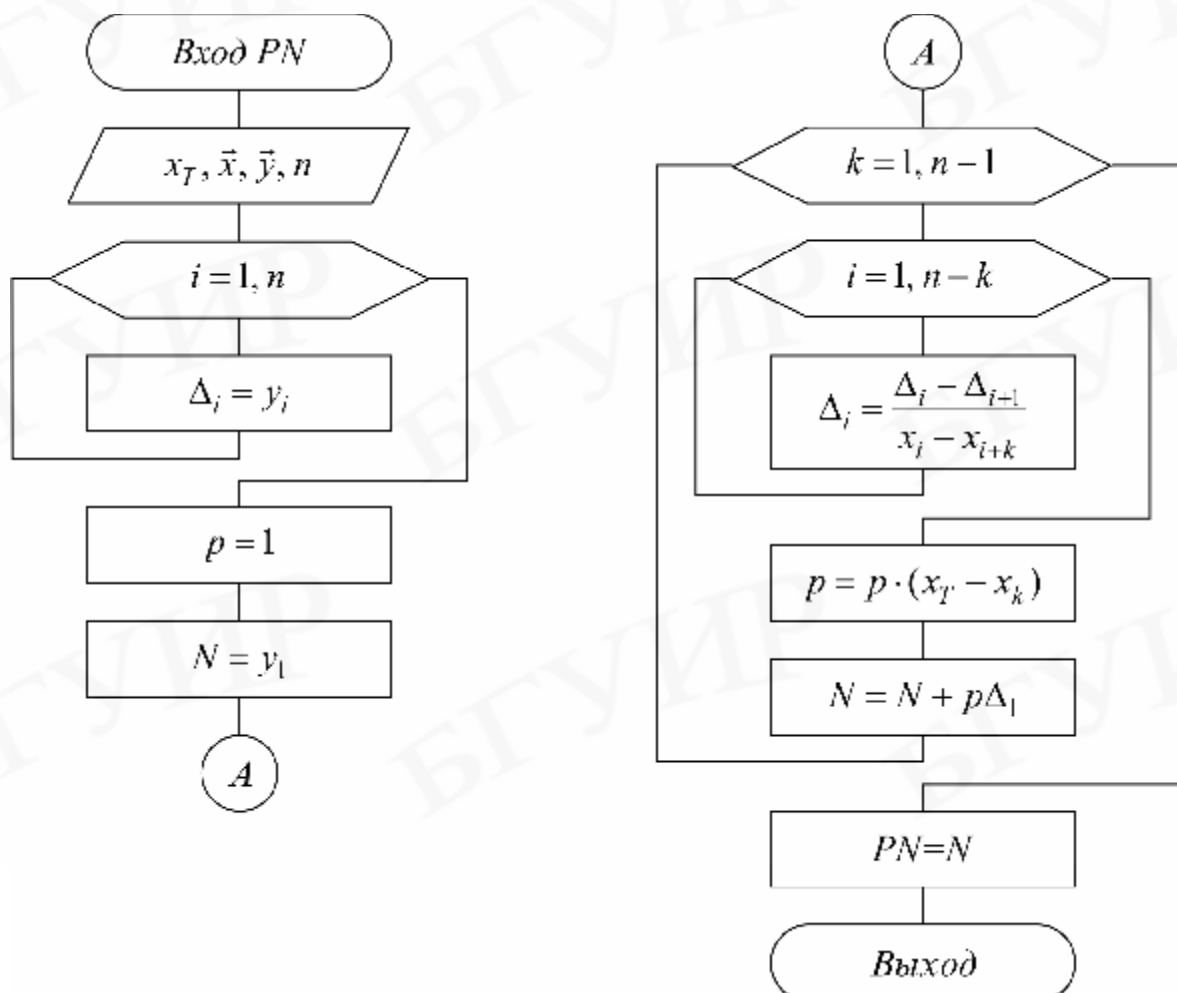 Вход PN
x_T, x⃗, y⃗, n
i = 1, n
Δ_i = y_i
p = 1
N = y_1
A
A
k = 1, n − 1
i = 1, n − k
Δ_i = (Δ_i − Δ_{i+1}) / (x_i − x_{i+k})
p = p · (x_T − x_k)
N = N + pΔ_1
PN=N
Выход
БГУИР